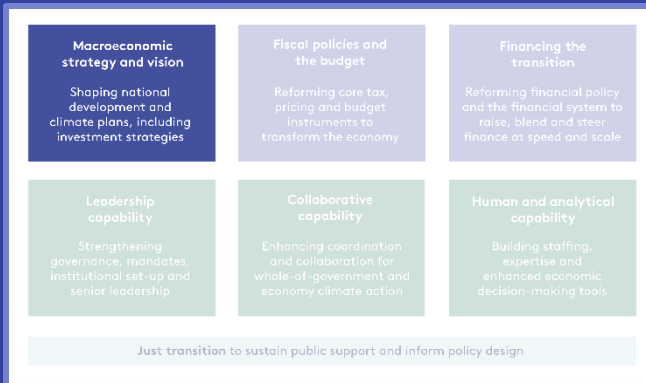 Macroeconomic
strategy and vision
Shaping national
development and
climate plans, including
investment strategies
Fiscal policies and
the budget
Reforming core tax,
pricing and budget
instruments to
transform the economy
Financing the
transition
Reforming financial policy
and the financial system to
raise, blend and steer
finance at speed and scale
Leadership
capability
Strengthening
governance, mandates,
institutional set-up and
senior leadership
Collaborative
capability
Enhancing coordination
and collaboration for
whole-of-government and
economy climate action
Human and analytical
capability
Building staffing,
expertise and
enhanced economic
decision-making tools
Just transition to sustain public support and inform policy design